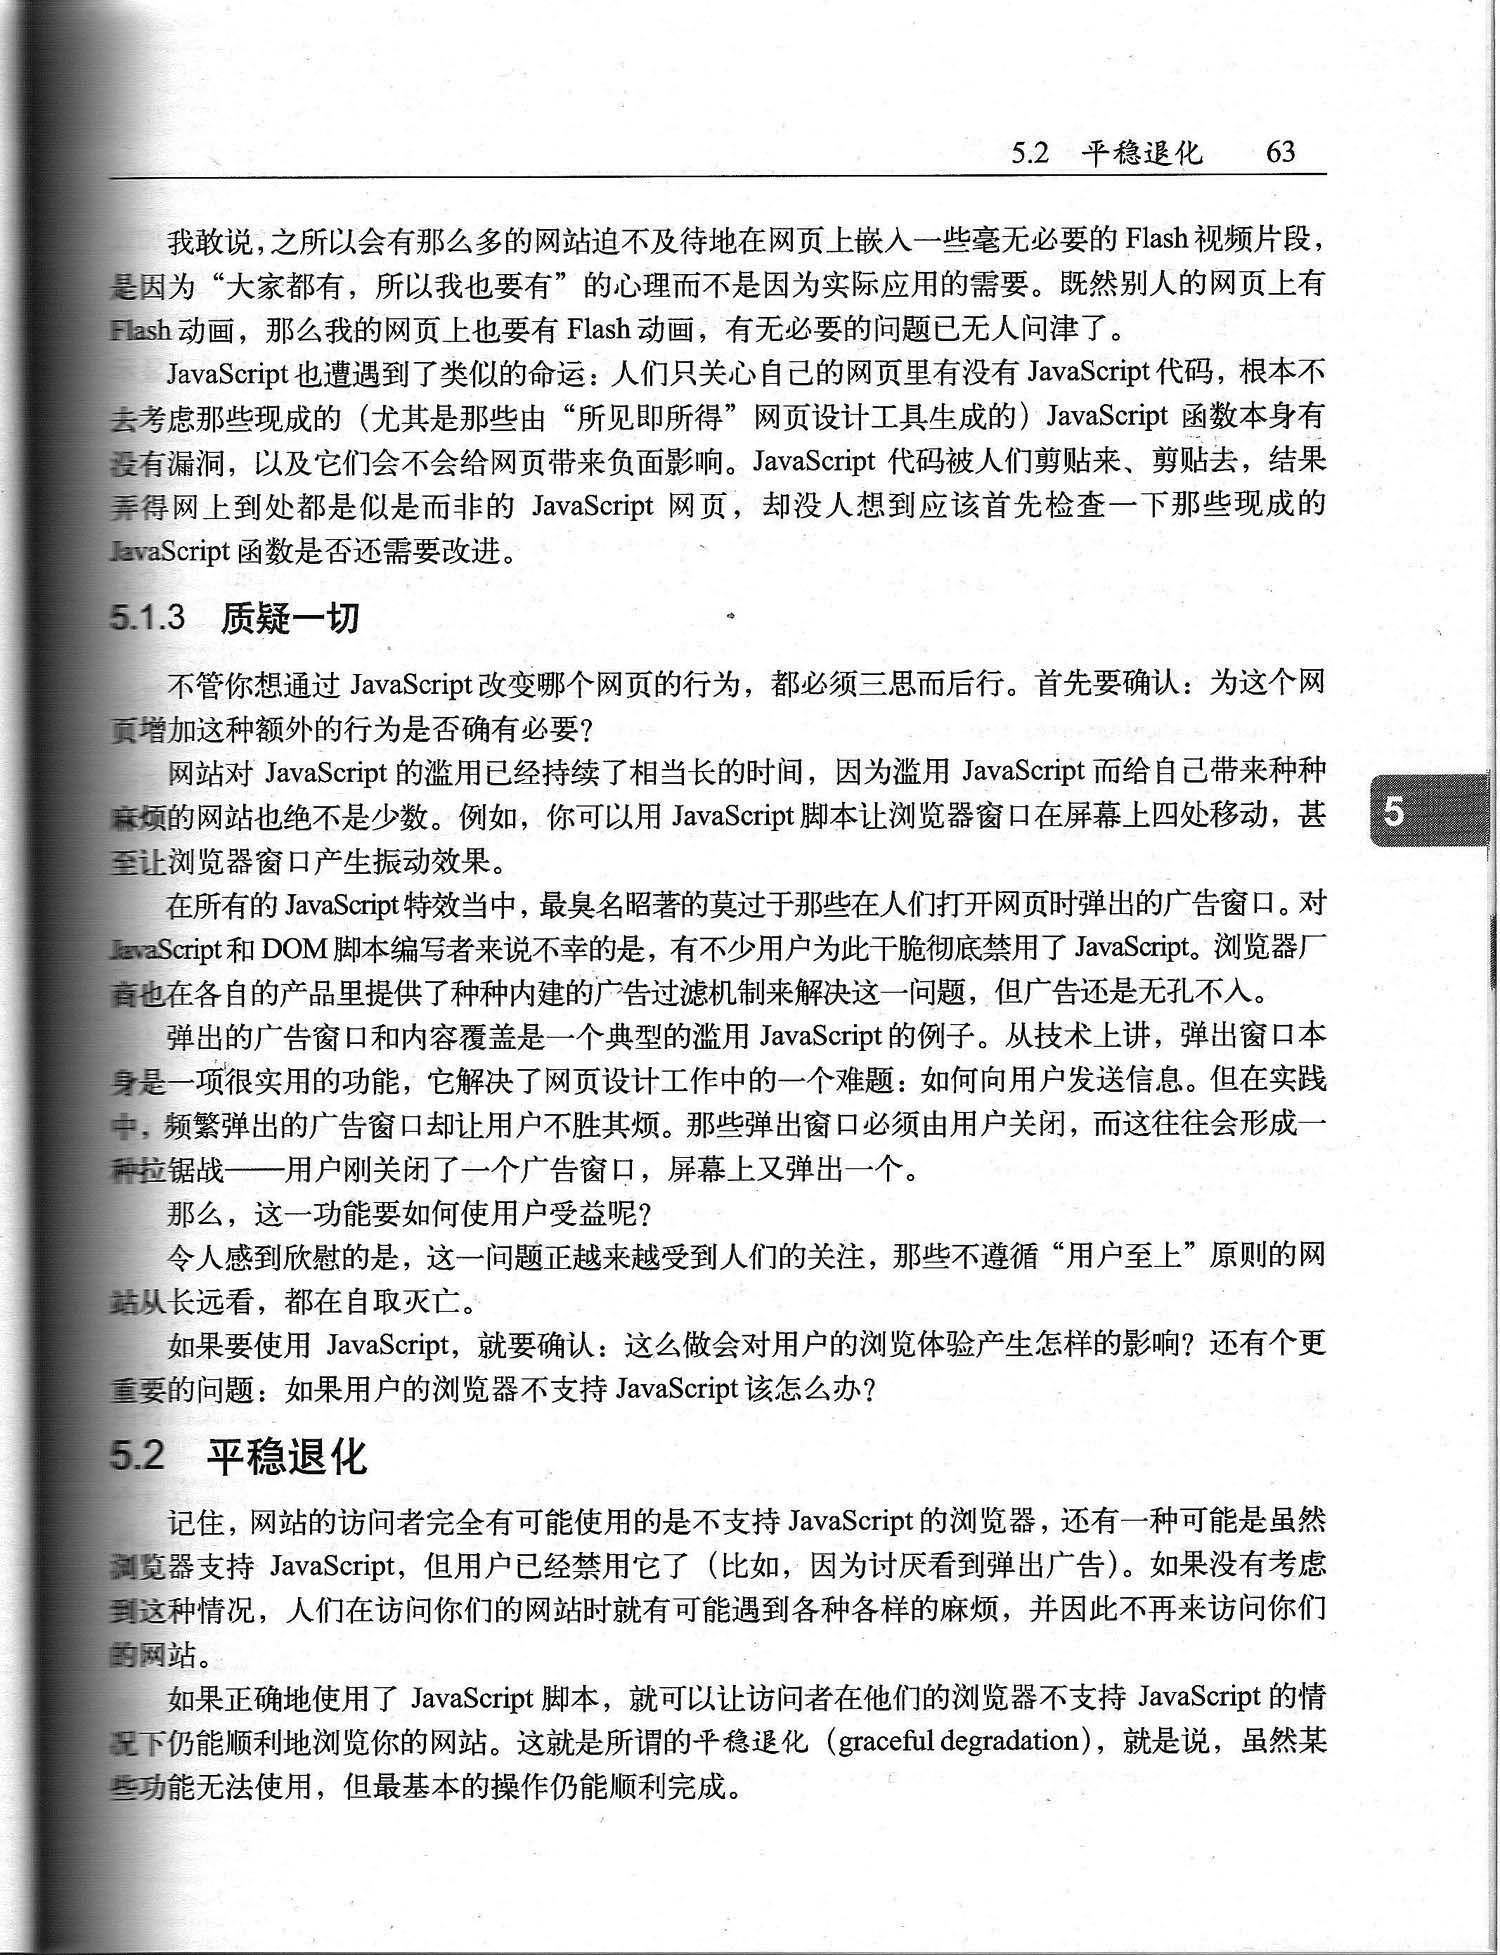 5.2 平稳退化 63
我敢说，之所以会有那么多的网站迫不及待地在网页上嵌入一些毫无必要的 Flash 视频片段，
是因为“大家都有，所以我也要有”的心理而不是因为实际应用的需要。既然别人的网页上有
Flash 动画，那么我的网页上也要有 Flash 动画，有无必要的问题已无人问津了。
JavaScript 也遭遇到了类似的命运：人们只关心自己的网页里有没有 JavaScript 代码，根本不
去考虑那些现成的（尤其是那些由“所见即所得”网页设计工具生成的）JavaScript 函数本身有
没有漏洞，以及它们会不会给网页带来负面影响。JavaScript 代码被人们剪贴来、剪贴去，结果
弄得网上到处都是似是而非的 JavaScript 网页，却没人想到应该首先检查一下那些现成的
JavaScript 函数是否还需要改进。
5.1.3 质疑一切
不管你想通过 JavaScript 改变哪个网页的行为，都必须三思而后行。首先要确认：为这个网
页增加这种额外的行为是否确有必要？
网站对 JavaScript 的滥用已经持续了相当长的时间，因为滥用 JavaScript 而给自己带来种种
麻烦的网站也绝不是少数。例如，你可以用 JavaScript 脚本让浏览器窗口在屏幕上四处移动，甚
至让浏览器窗口产生振动效果。
在所有的 JavaScript 特效当中，最臭名昭著的莫过于那些在人们打开网页时弹出的广告窗口。对
JavaScript 和 DOM 脚本编写者来说不幸的是，有不少用户为此干脆彻底禁用了 JavaScript。浏览器厂
商也在各自的产品里提供了种种内建的广告过滤机制来解决这一问题，但广告还是无孔不入。
弹出的广告窗口和内容覆盖是一个典型的滥用 JavaScript 的例子。从技术上讲，弹出窗口本
身是一项很实用的功能，它解决了网页设计工作中的一个难题：如何向用户发送信息。但在实践
中，频繁弹出的广告窗口却让用户不胜其烦。那些弹出窗口必须由用户关闭，而这往往会形成一
种拉锯战——用户刚关闭了一个广告窗口，屏幕上又弹出一个。
那么，这一功能要如何使用户受益呢？
令人感到欣慰的是，这一问题正越来越受到人们的关注，那些不遵循“用户至上”原则的网
站从长远看，都在自取灭亡。
如果要使用 JavaScript，就要确认：这么做会对用户的浏览体验产生怎样的影响？还有个更
重要的问题：如果用户的浏览器不支持 JavaScript 该怎么办？
5
5.2 平稳退化
记住，网站的访问者完全有可能使用的是不支持 JavaScript 的浏览器，还有一种可能是虽然
浏览器支持 JavaScript，但用户已经禁用它了（比如，因为讨厌看到弹出广告）。如果没有考虑
到这种情况，人们在访问你们的网站时就有可能遇到各种各样的麻烦，并因此不再来访问你们
的网站。
如果正确地使用了 JavaScript 脚本，就可以让访问者在他们的浏览器不支持 JavaScript 的情
况下仍能顺利地浏览你的网站。这就是所谓的平稳退化（graceful degradation），就是说，虽然某
些功能无法使用，但最基本的操作仍能顺利完成。